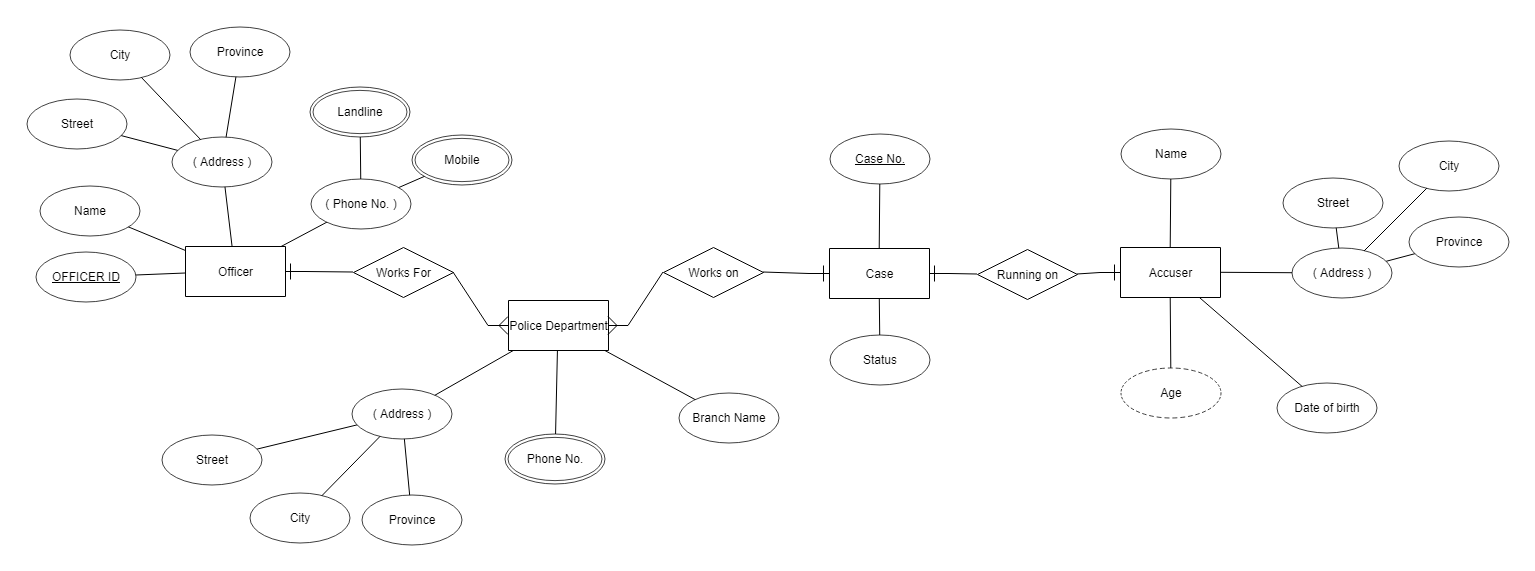 City
Province
Street
( Address )
Landline
Mobile
( Phone No. )
Name
OFFICER ID
Officer
Works For
Police Department
Works on
Case No.
Case
Status
Running on
Name
Accuser
Street
City
Province
( Address )
Age
Date of birth
( Address )
Street
City
Province
Phone No.
Branch Name